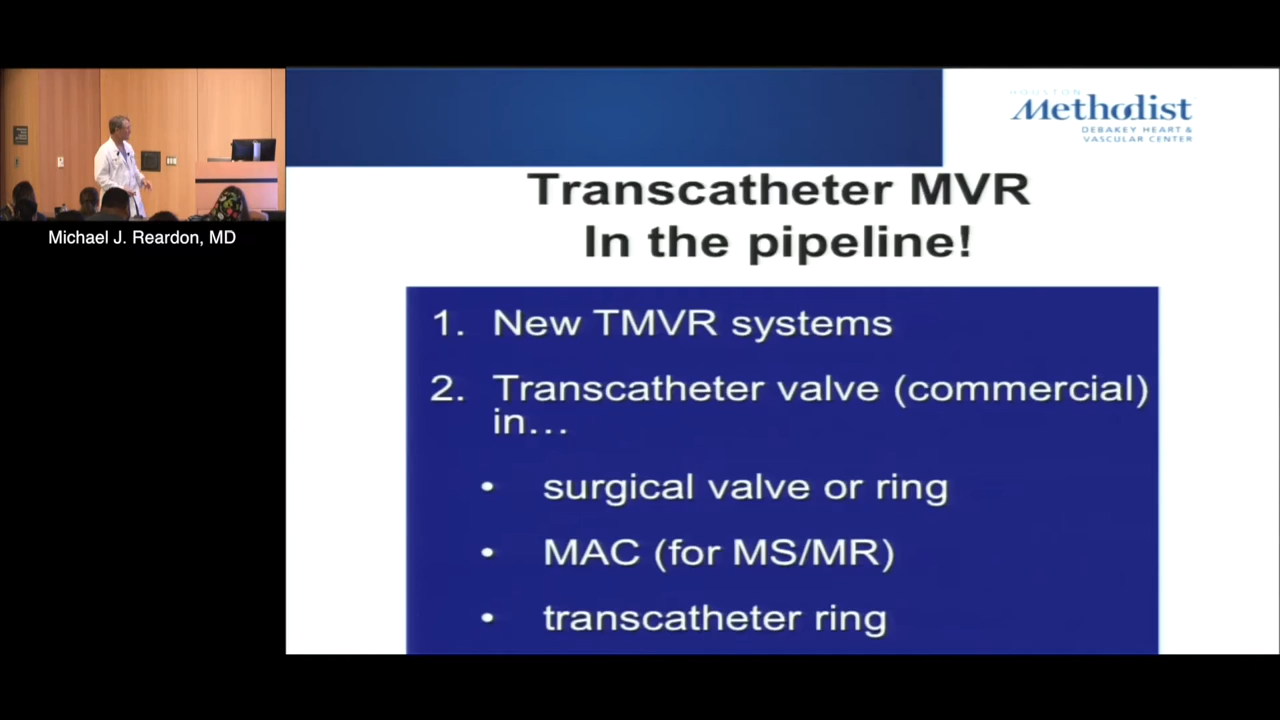 HOUSTON
Methodist
DEBAKEY HEART &
VASCULAR CENTER
Transcatheter MVR
In the pipeline!
1. New TMVR systems
2. Transcatheter valve (commercial)
in...
• surgical valve or ring
• MAC (for MS/MR)
• transcatheter ring
Michael J. Reardon, MD